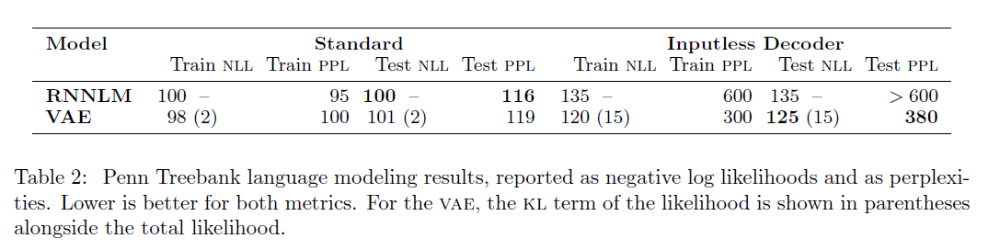 Model Standard Inputless Decoder
Train NLL Train PPL Test NLL Test PPL Train NLL Train PPL Test NLL Test PPL
RNNLM 100 – 95 100 – 116 135 – 600 135 – > 600
VAE 98 (2) 100 101 (2) 119 120 (15) 300 125 (15) 380
Table 2: Penn Treebank language modeling results, reported as negative log likelihoods and as perplexi-
ties. Lower is better for both metrics. For the VAE, the KL term of the likelihood is shown in parentheses
alongside the total likelihood.